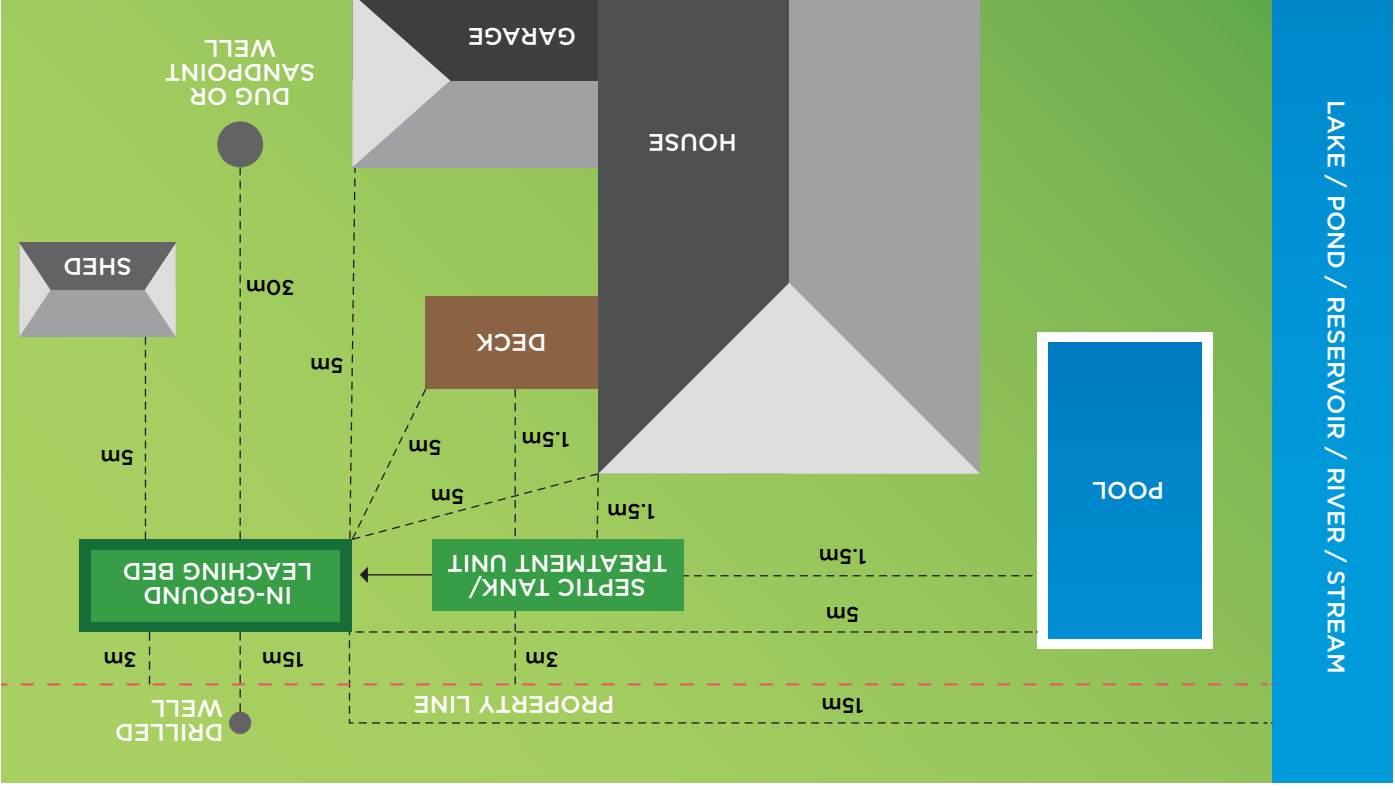 DRILLED
WELL
15m
PROPERTY LINE
3m
15m
3m
5m
SEPTIC TANK/
TREATMENT UNIT
IN-GROUND
LEACHING BED
1.5m
1.5m
5m
POOL
5m
1.5m
5m
5m
DECK
30m
SHED
HOUSE
DUG OR
SANDPOINT
WELL
GARAGE
LAKE / POND / RESERVOIR / RIVER / STREAM